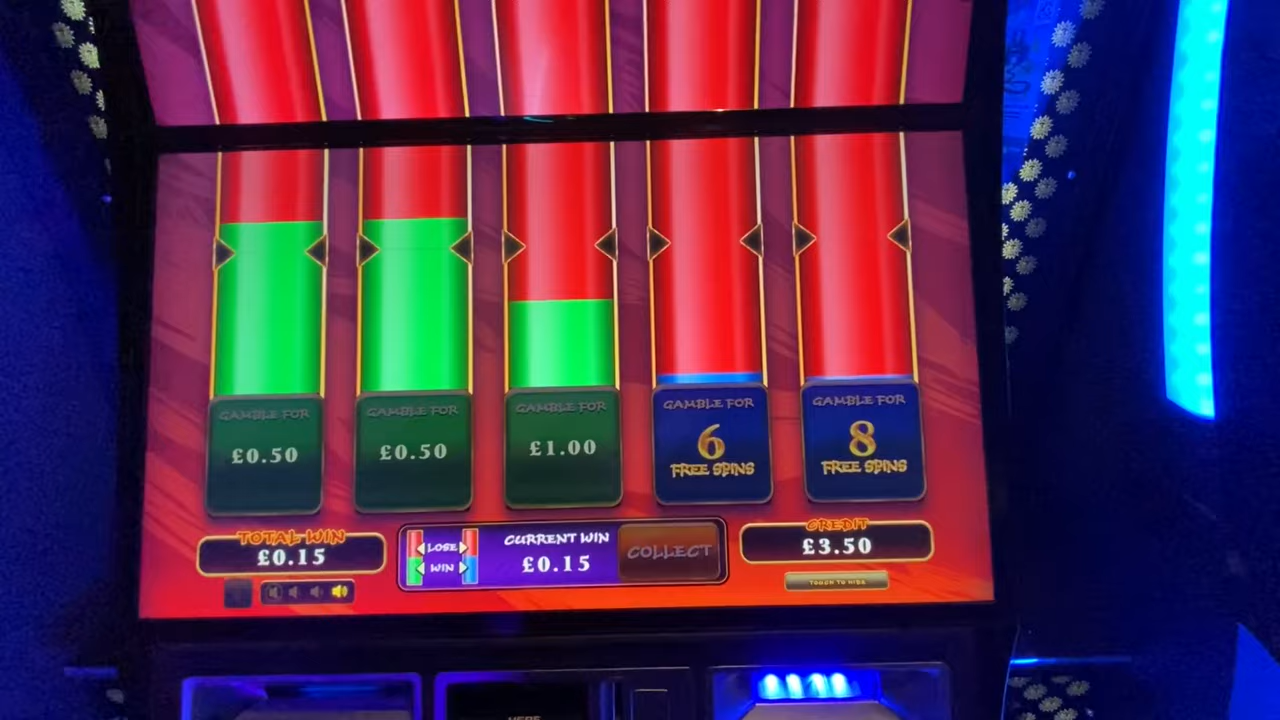 GAMBLE FOR
£0.50
GAMBLE FOR
£0.50
GAMBLE FOR
£1.00
GAMBLE FOR
6
FREE SPINS
GAMBLE FOR
8
FREE SPINS
TOTAL WIN
£0.15
LOSE
WIN
CURRENT WIN
£0.15
COLLECT
CREDIT
£3.50
TOUCH TO HIDE
HERE